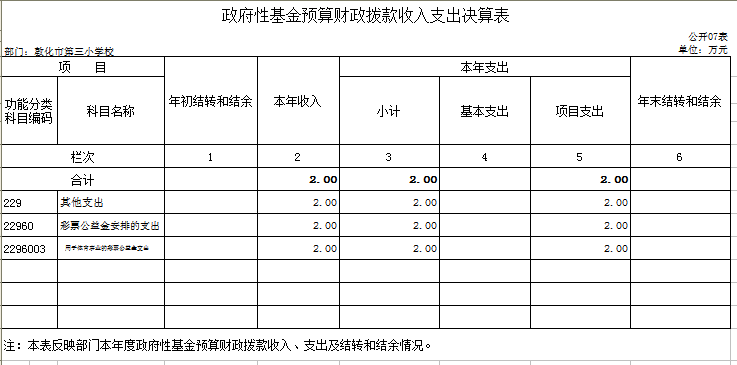 政府性基金预算财政拨款收入支出决算表
公开07表
部门：敦化市第三小学校
单位：万元
项 目
年初结转和结余
本年收入
本年支出
年末结转和结余
功能分类
科目编码
科目名称
小计
基本支出
项目支出
栏次 1 2 3 4 5 6
合计 2.00 2.00 2.00
229 其他支出 2.00 2.00 2.00
22960 彩票公益金安排的支出 2.00 2.00 2.00
2296003 用于体育事业的彩票公益金支出 2.00 2.00 2.00
注：本表反映部门本年度政府性基金预算财政拨款收入、支出及结转和结余情况。